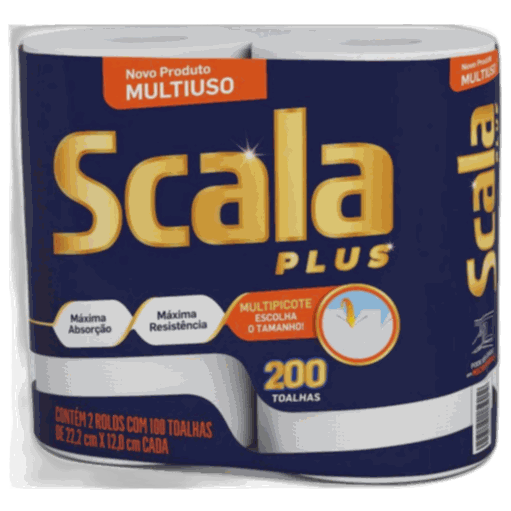 Novo Produto
MULTIUSO
Scala
PLUS
Máxima
Absorção
Máxima
Resistência
MULTIPICOTE
ESCOLHA
O TAMANHO!
200
TOALHAS
CONTÉM 2 ROLOS COM 100 TOALHAS
DE 22,2 cm X 12,0 cm CADA
Novo Produto
MULTIUSO
Scala
PLUS